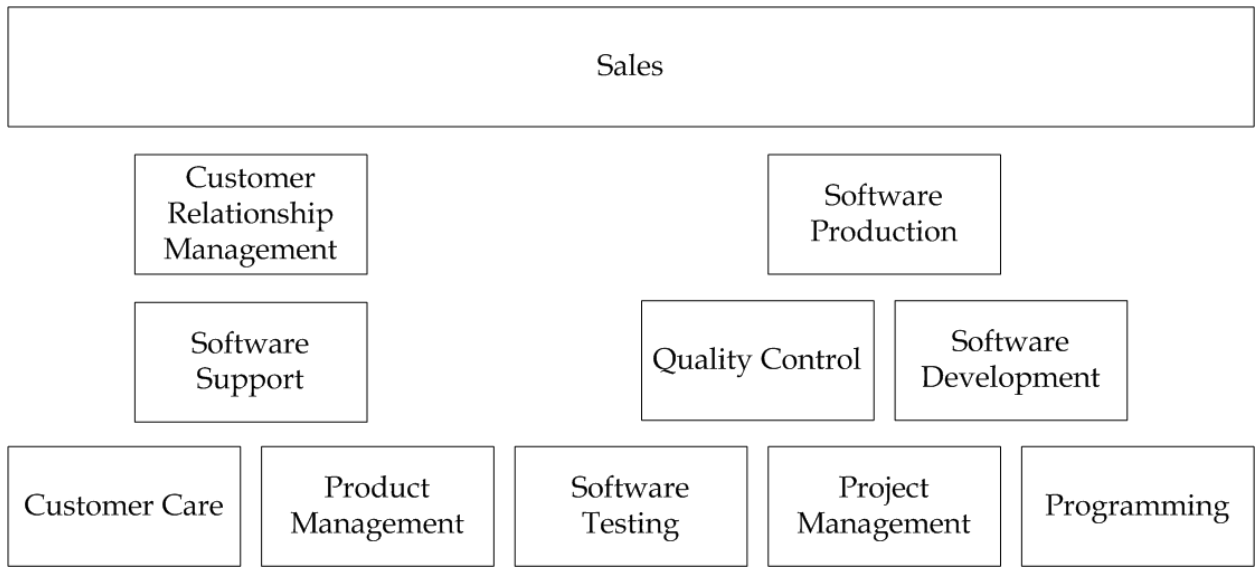 Sales
Customer
Relationship
Management
Software
Production
Software
Support
Quality Control
Software
Development
Customer Care
Product
Management
Software
Testing
Project
Management
Programming